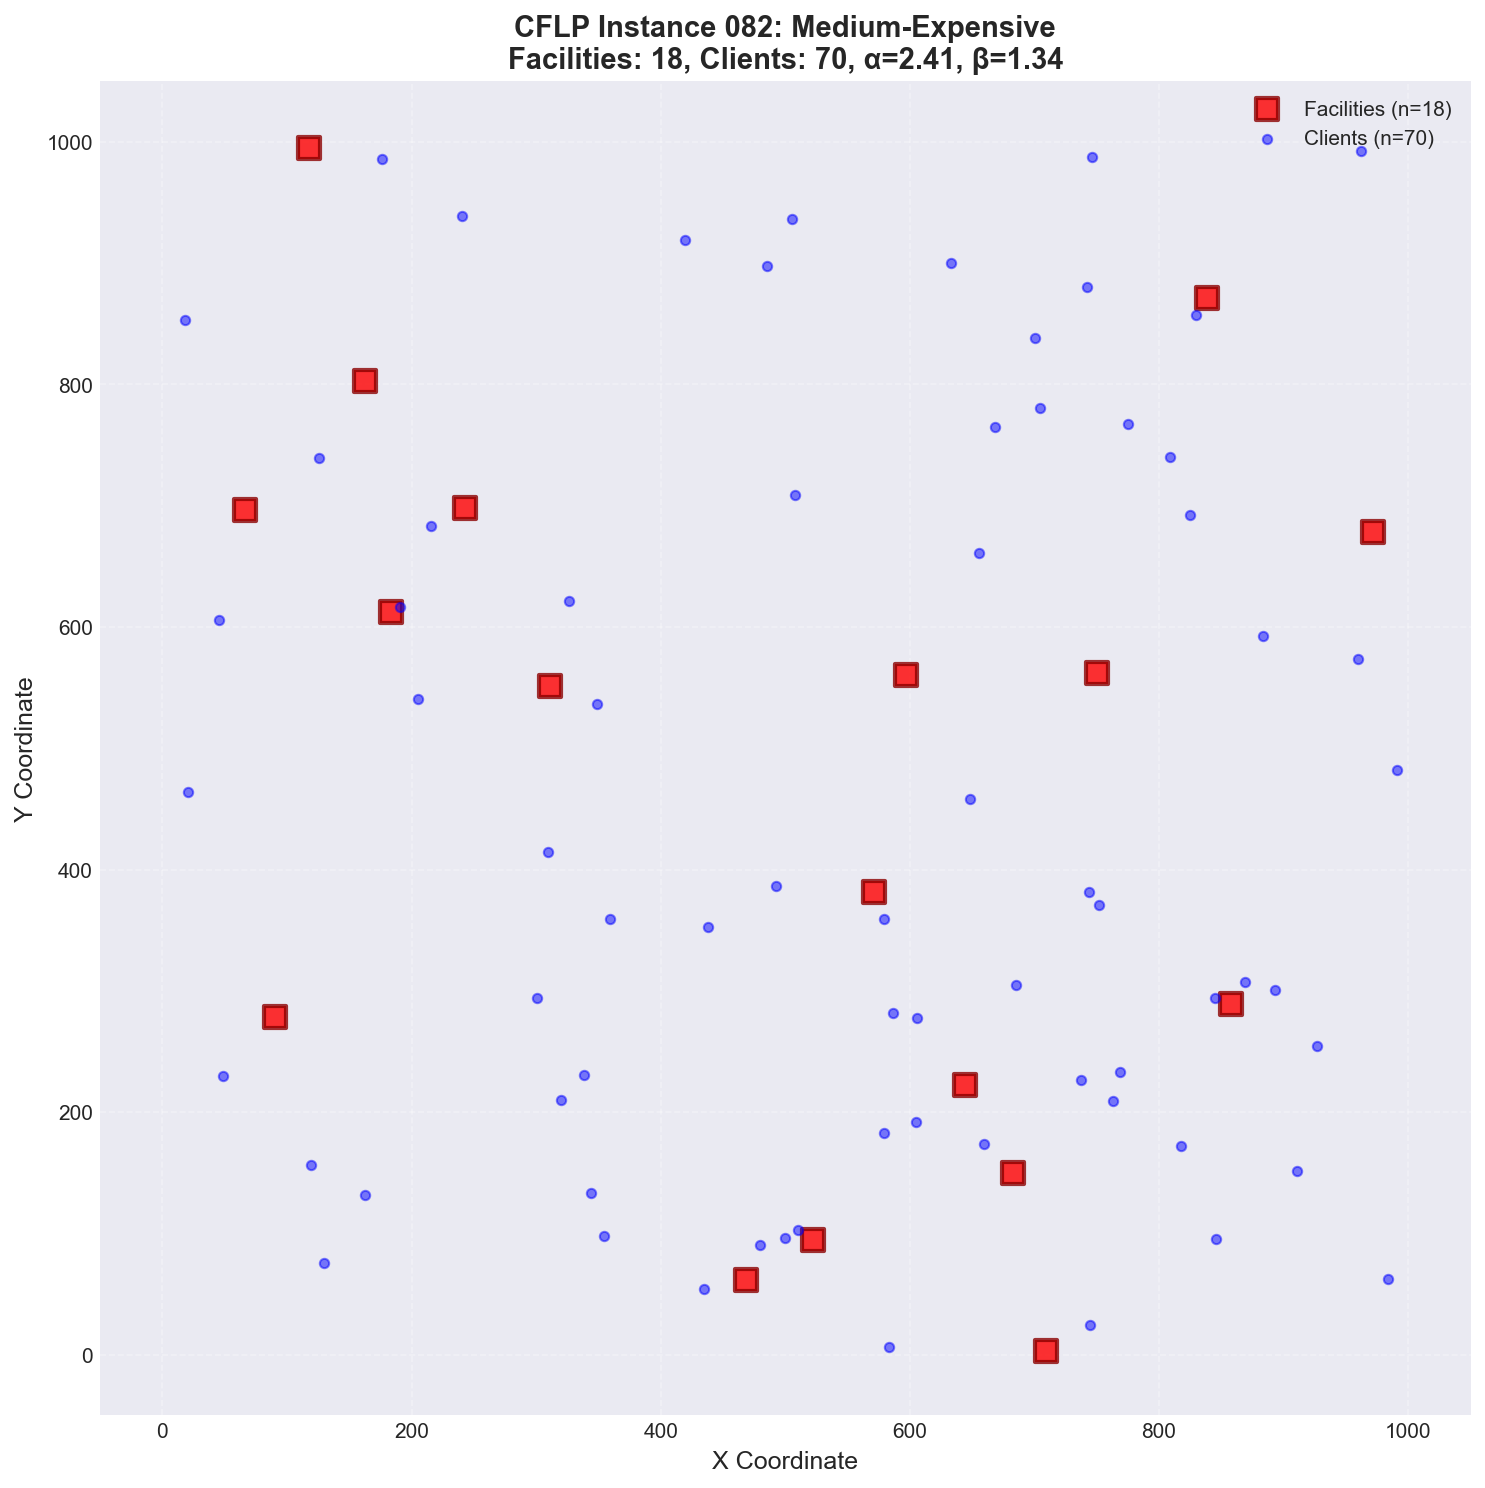 CFLP Instance 082: Medium-Expensive
Facilities: 18, Clients: 70, α=2.41, β=1.34
Facilities (n=18)
Clients (n=70)
Y Coordinate
1000
800
600
400
200
0
0
200
400
600
800
1000
X Coordinate